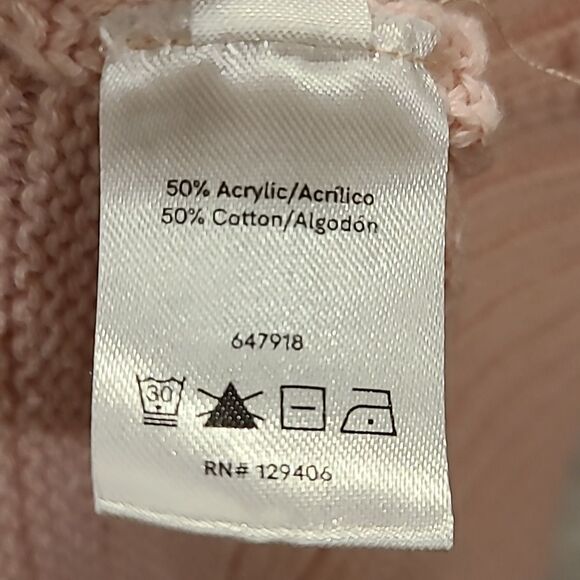 50% Acrylic/Acrílico
50% Cotton/Algodón
647918
30
RN# 129406